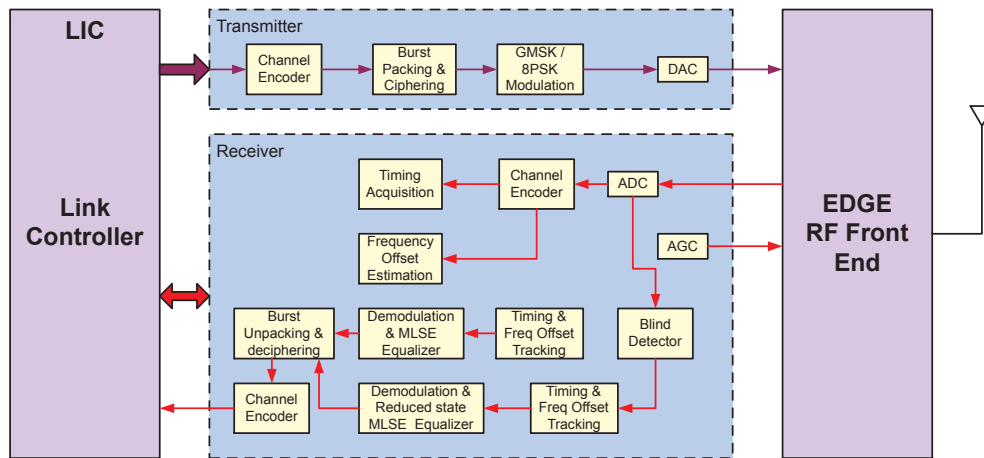 LIC
Link
Controller
Transmitter
Channel
Encoder
Burst
Packing &
Ciphering
GMSK /
8PSK
Modulation
DAC
Receiver
Timing
Acquisition
Channel
Encoder
ADC
Frequency
Offset
Estimation
AGC
Burst
Unpacking &
deciphering
Demodulation
& MLSE
Equalizer
Timing &
Freq Offset
Tracking
Blind
Detector
Channel
Encoder
Demodulation &
Reduced state
MLSE Equalizer
Timing &
Freq Offset
Tracking
EDGE
RF Front
End